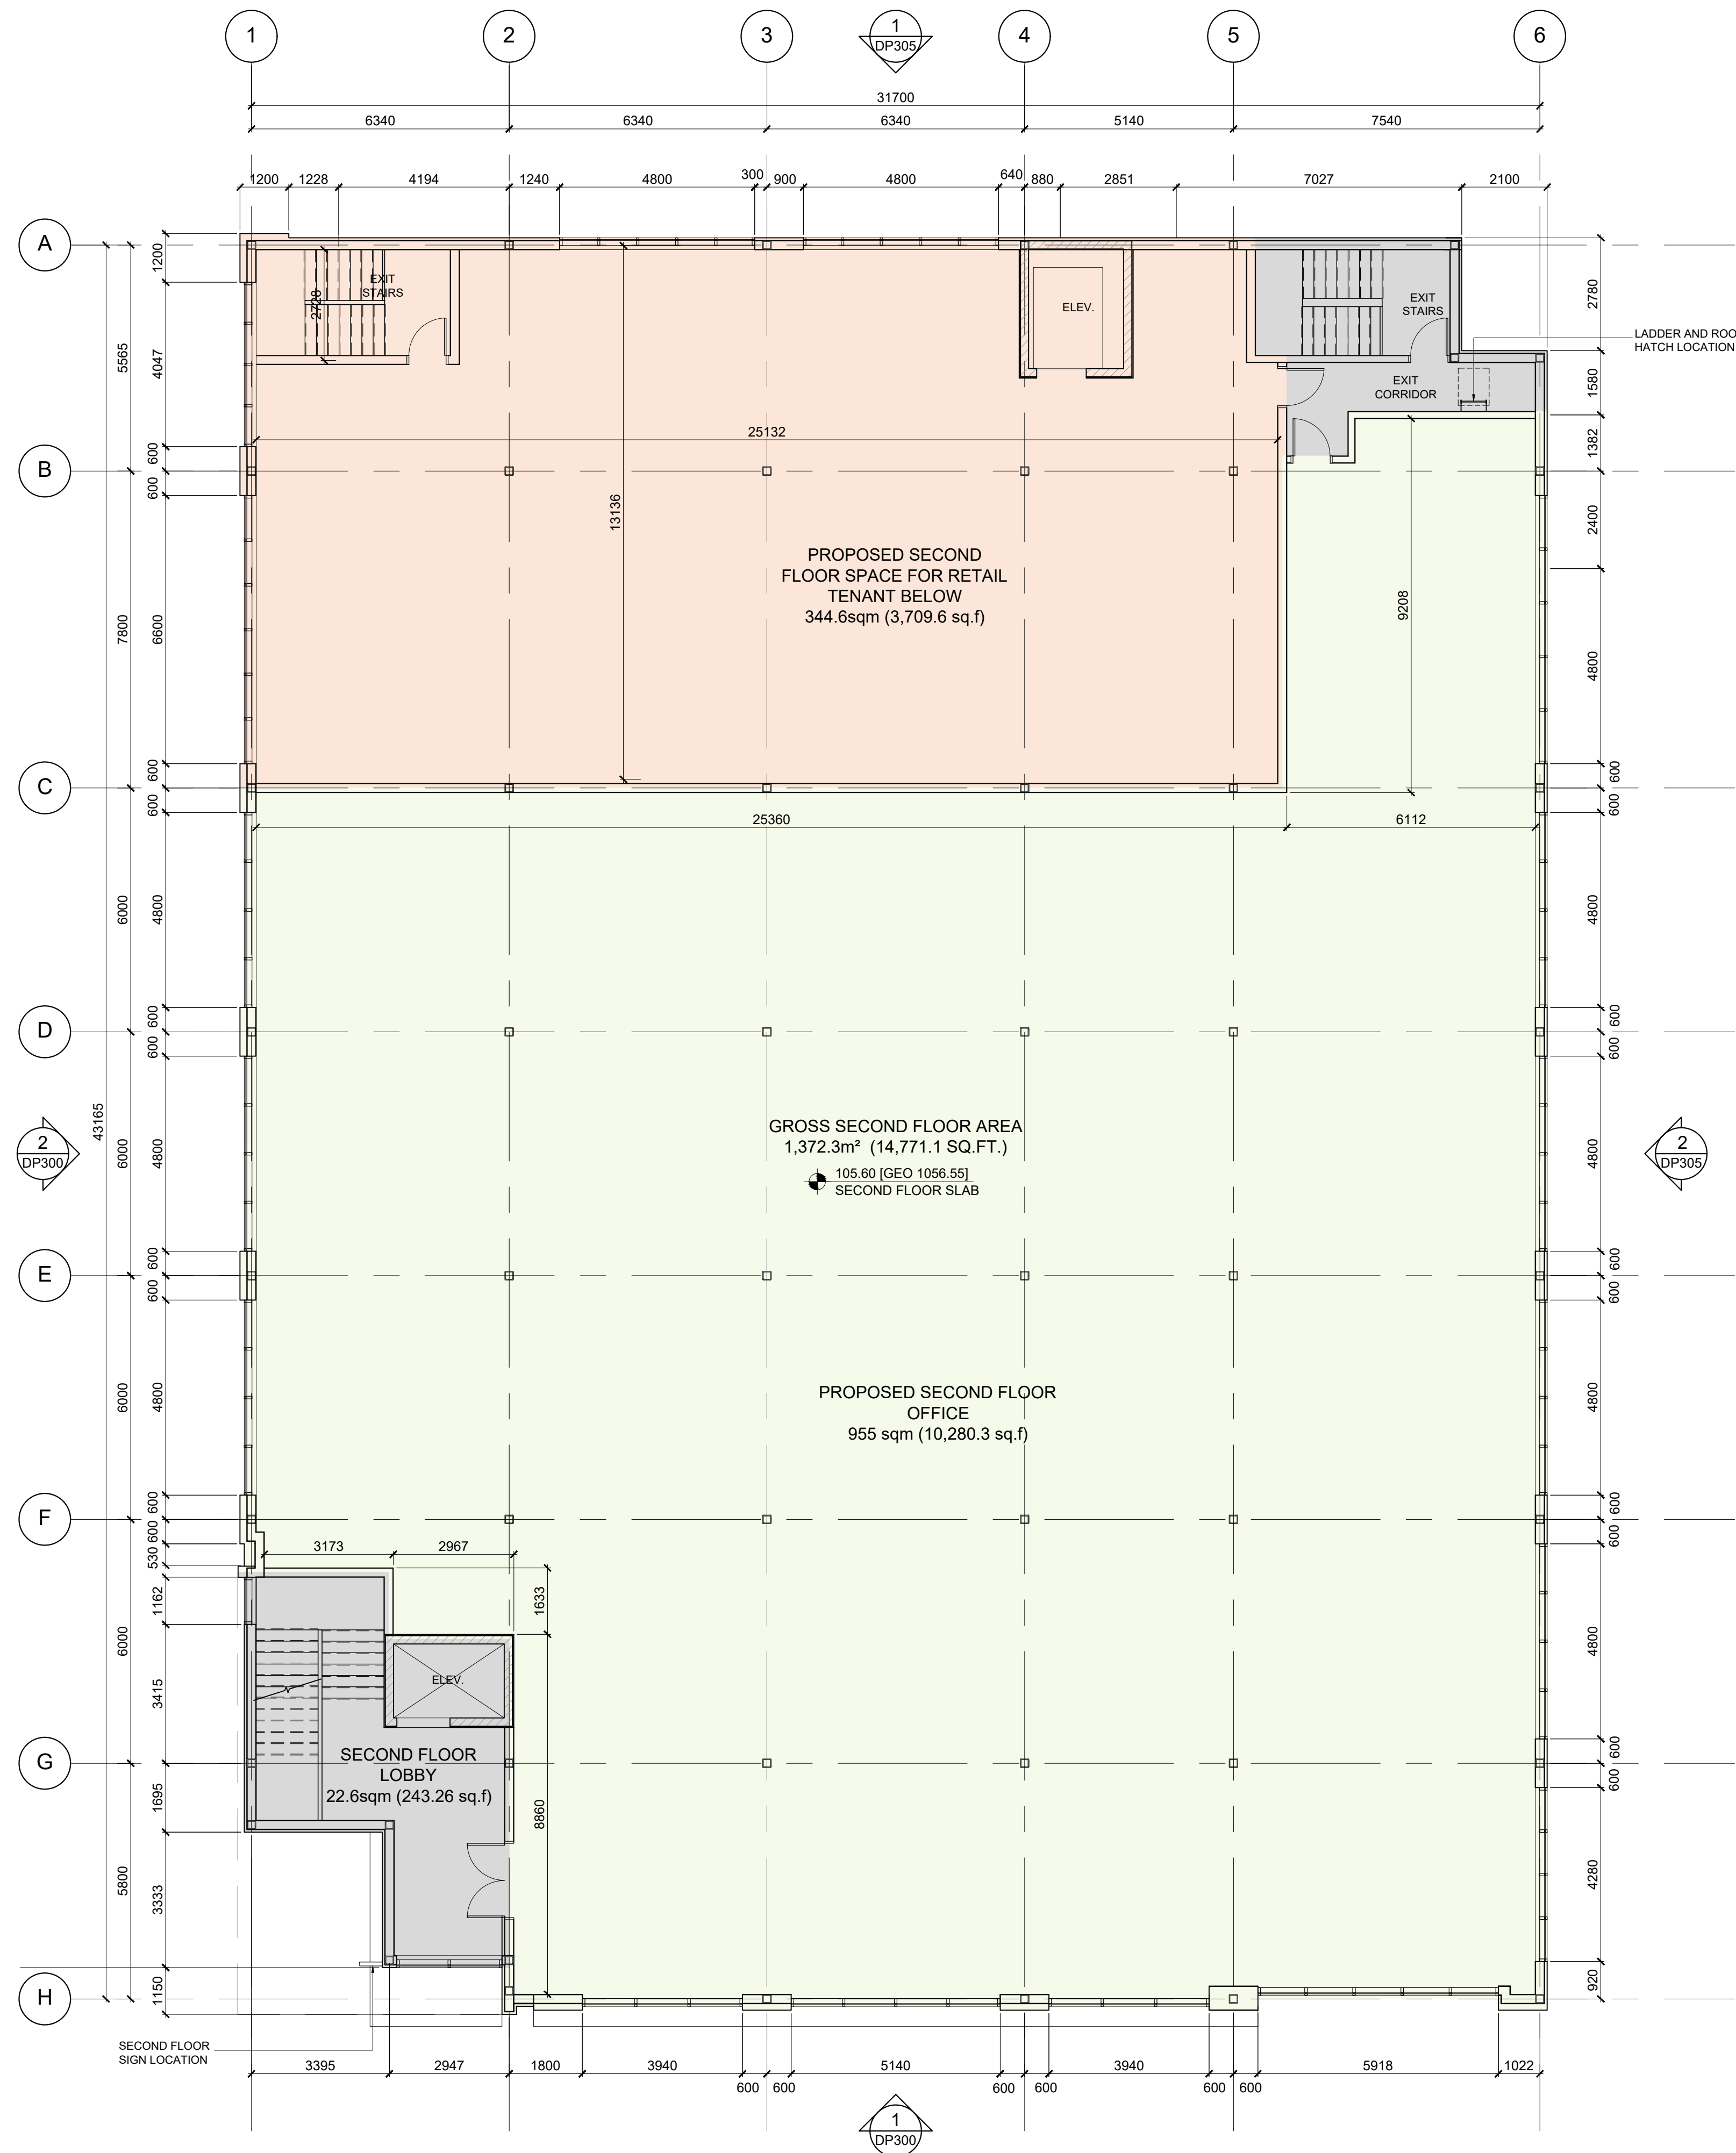 1
2
3
1
DP305
4
5
6
31700
6340
6340
6340
5140
7540
1200
1228
4194
1240
4800
300
900
4800
640
880
2851
7027
2100
A
B
C
D
E
F
G
H
43165
5565
7800
6000
6000
6000
6000
5800
1200
4047
600
600
6600
600
600
4800
600
600
4800
600
600
4800
600
600
530
1162
3415
1695
3333
1150
2780
1580
1382
2400
4800
600
600
4800
600
600
4800
600
600
4800
600
600
4800
600
600
4280
920
EXIT
STAIRS
2728
ELEV.
EXIT
STAIRS
LADDER AND ROO
HATCH LOCATION
EXIT
CORRIDOR
25132
13136
PROPOSED SECOND
FLOOR SPACE FOR RETAIL
TENANT BELOW
344.6sqm (3,709.6 sq.f)
9208
25360
6112
GROSS SECOND FLOOR AREA
1,372.3m² (14,771.1 SQ.FT.)
105.60 [GEO 1056.55]
SECOND FLOOR SLAB
2
DP300
2
DP305
PROPOSED SECOND FLOOR
OFFICE
955 sqm (10,280.3 sq.f)
3173
2967
1633
ELEV.
SECOND FLOOR
LOBBY
22.6sqm (243.26 sq.f)
8860
SECOND FLOOR
SIGN LOCATION
3395
2947
1800
3940
600
600
5140
600
600
3940
600
600
5918
1022
1
DP300